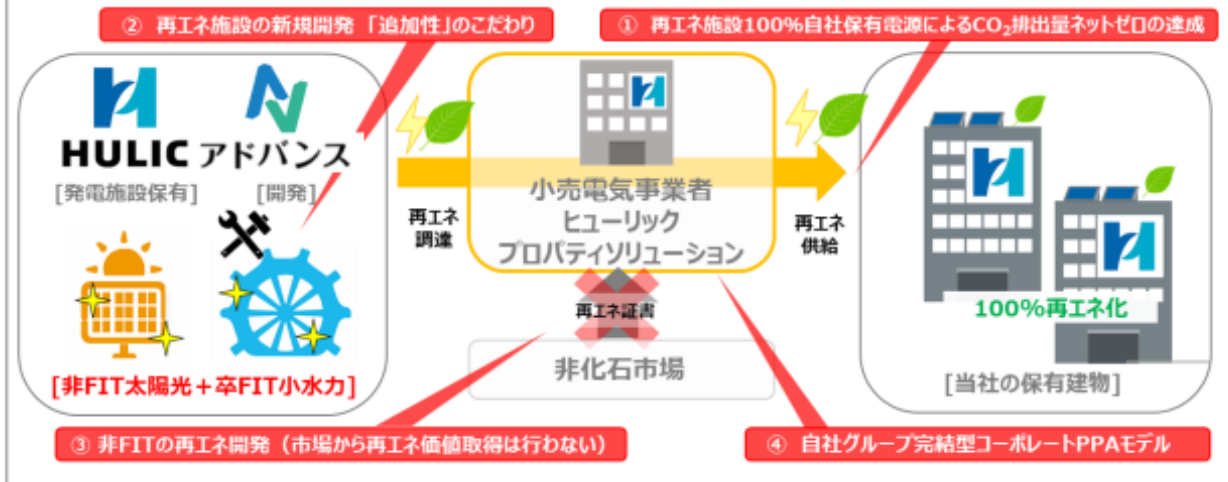 ② 再エネ施設の新規開発 「追加性」のこだわり
① 再エネ施設100%自社保有電源によるCO₂排出量ネットゼロの達成
HULIC アドバンス
[発電施設保有] [開発]
[非FIT太陽光+卒FIT小水力]
再エネ
調達
小売電気事業者
ヒューリック
プロパティソリューション
再エネ証書
非化石市場
再エネ
供給
100%再エネ化
[当社の保有建物]
③ 非FITの再エネ開発(市場から再エネ価値取得は行わない)
④ 自社グループ完結型コーポレートPPAモデル